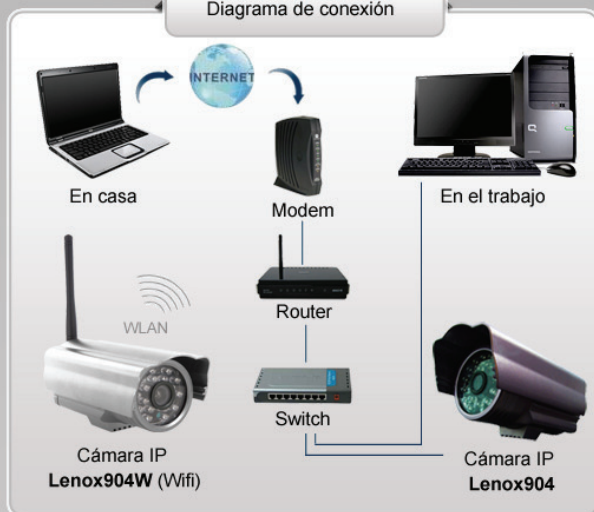 Diagrama de conexión
INTERNET
En casa
Modem
En el trabajo
WLAN
Router
Switch
Cámara IP
Lenox904W (Wifi)
Cámara IP
Lenox904